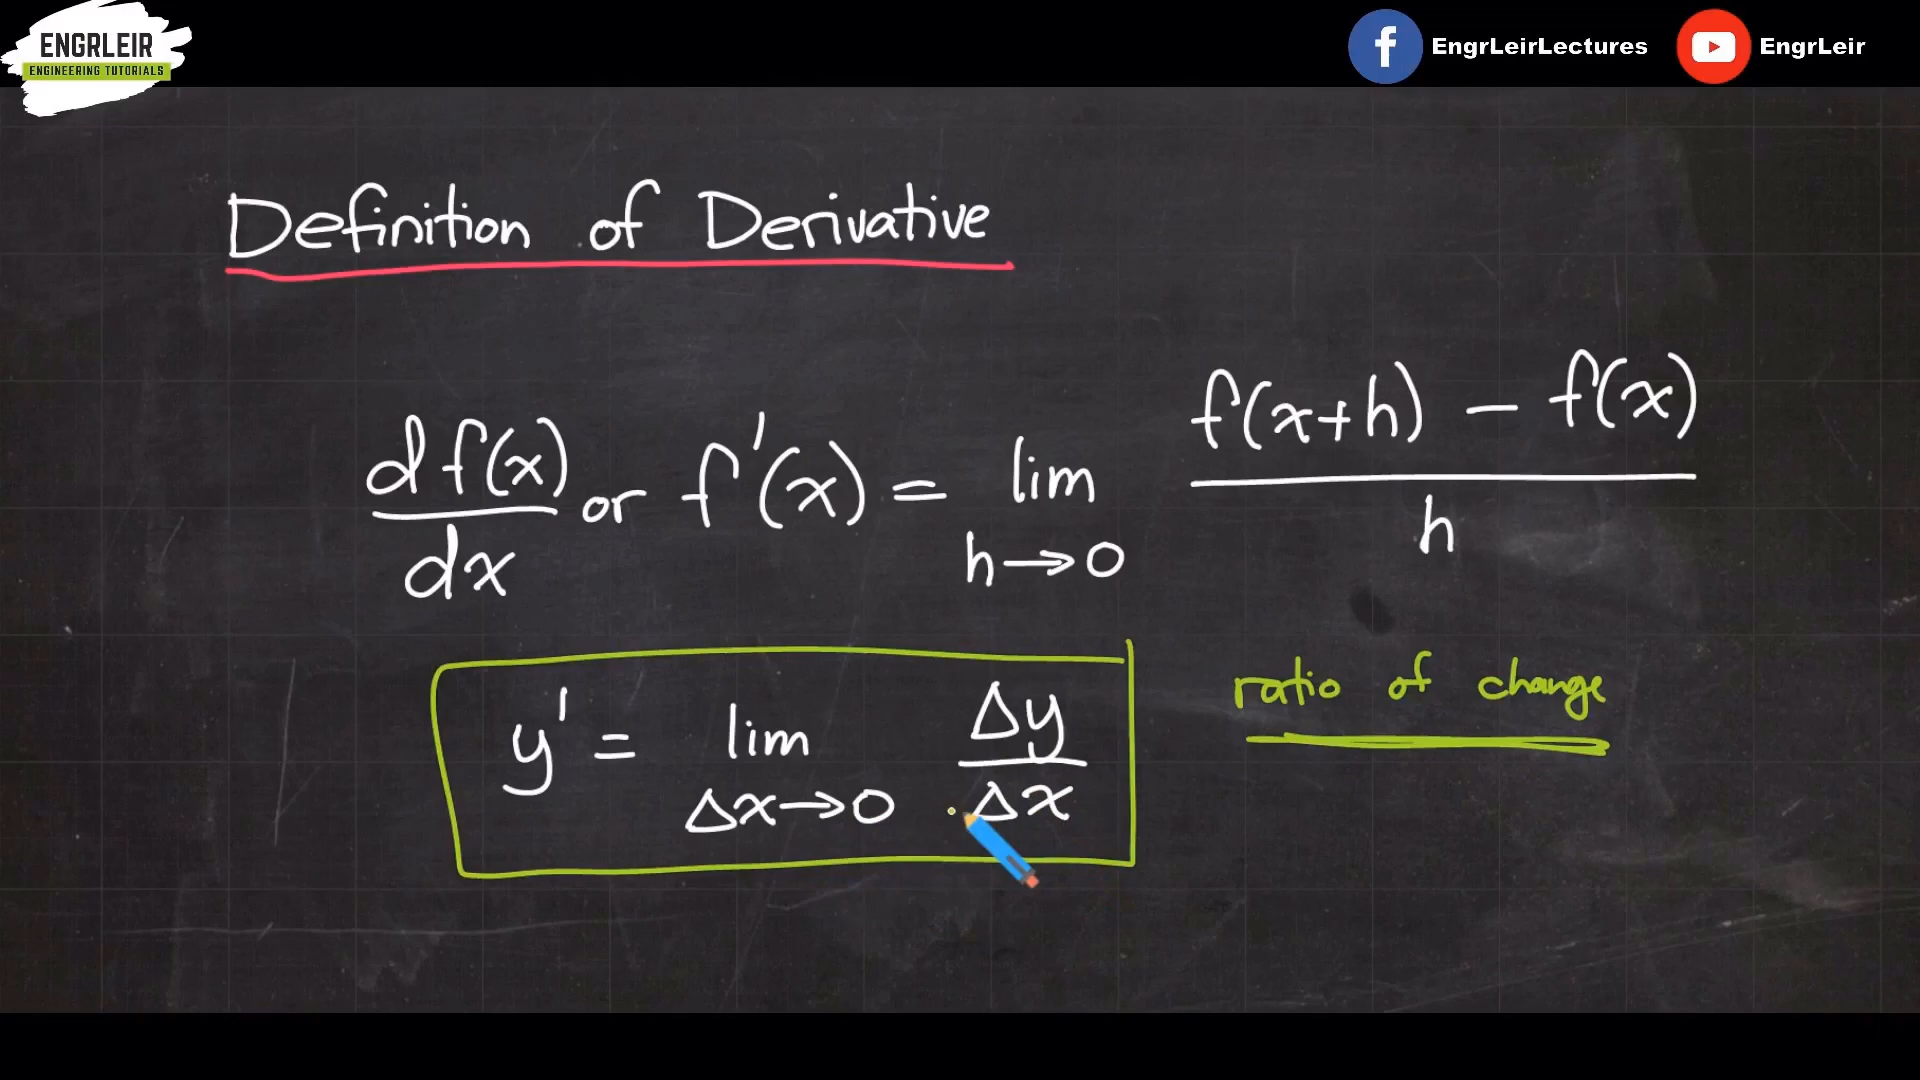 ENGRLEIR
ENGINEERING TUTORIALS
EngrLeirLectures
EngrLeir
Definition of Derivative
df(x)/dx or f'(x) = lim h→0 (f(x+h) − f(x))/h
y' = lim Δx→0 Δy/Δx
ratio of change